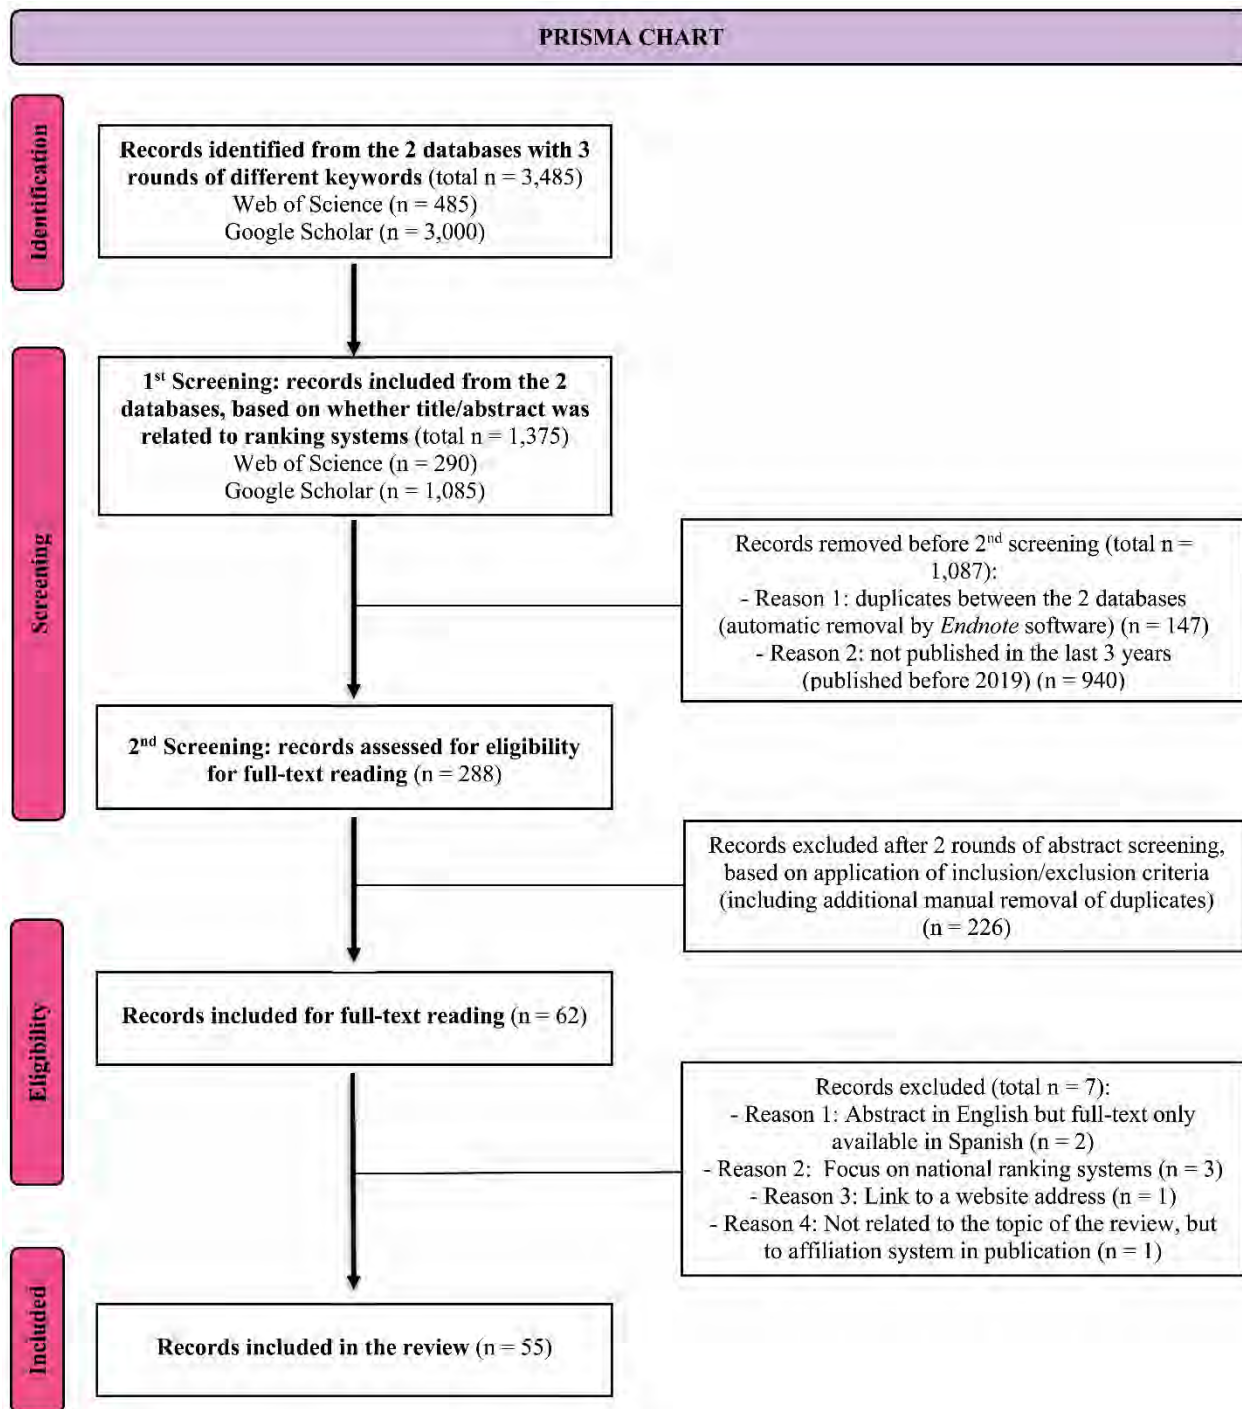 PRISMA CHART
Identification
Records identified from the 2 databases with 3
rounds of different keywords (total n = 3,485)
Web of Science (n = 485)
Google Scholar (n = 3,000)
Screening
1st Screening: records included from the 2
databases, based on whether title/abstract was
related to ranking systems (total n = 1,375)
Web of Science (n = 290)
Google Scholar (n = 1,085)
Records removed before 2nd screening (total n =
1,087):
- Reason 1: duplicates between the 2 databases
(automatic removal by Endnote software) (n = 147)
- Reason 2: not published in the last 3 years
(published before 2019) (n = 940)
2nd Screening: records assessed for eligibility
for full-text reading (n = 288)
Records excluded after 2 rounds of abstract screening,
based on application of inclusion/exclusion criteria
(including additional manual removal of duplicates)
(n = 226)
Eligibility
Records included for full-text reading (n = 62)
Records excluded (total n = 7):
- Reason 1: Abstract in English but full-text only
available in Spanish (n = 2)
- Reason 2: Focus on national ranking systems (n = 3)
- Reason 3: Link to a website address (n = 1)
- Reason 4: Not related to the topic of the review, but
to affiliation system in publication (n = 1)
Included
Records included in the review (n = 55)